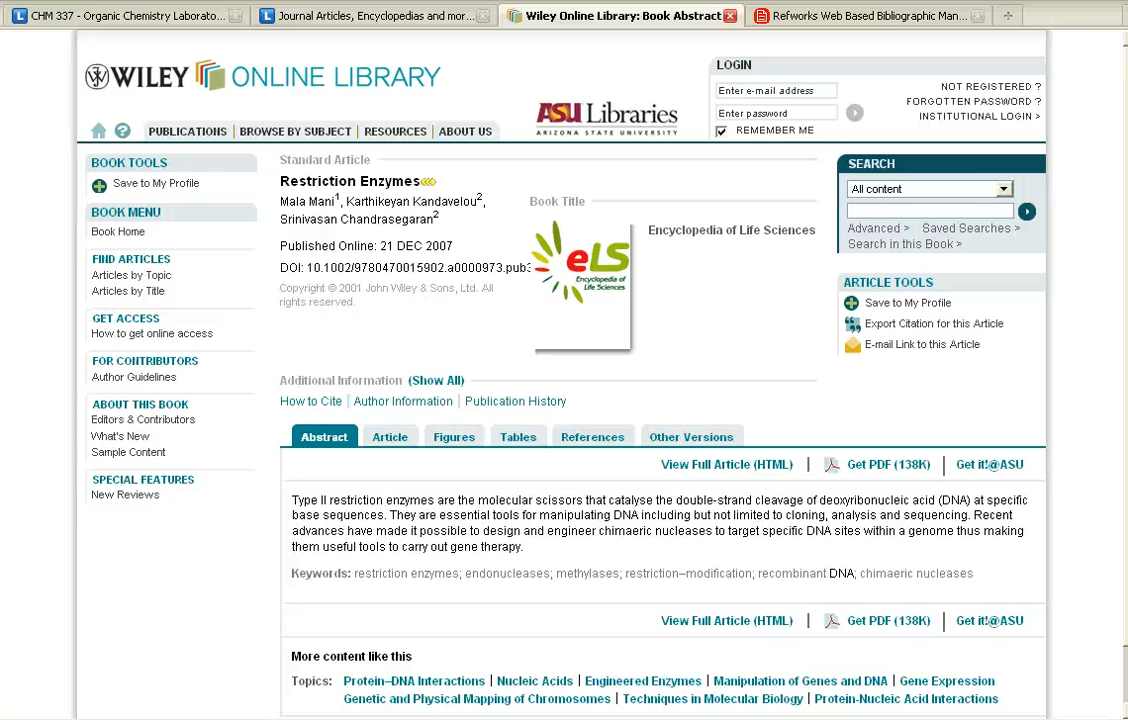 CHM 337 - Organic Chemistry Laborato...
Journal Articles, Encyclopedias and mor...
Wiley Online Library: Book Abstract
Refworks Web Based Bibliographic Man...
WILEY ONLINE LIBRARY
ASU Libraries
ARIZONA STATE UNIVERSITY
LOGIN
Enter e-mail address
Enter password
REMEMBER ME
NOT REGISTERED ?
FORGOTTEN PASSWORD ?
INSTITUTIONAL LOGIN >
PUBLICATIONS | BROWSE BY SUBJECT | RESOURCES | ABOUT US
BOOK TOOLS
Save to My Profile
BOOK MENU
Book Home
FIND ARTICLES
Articles by Topic
Articles by Title
GET ACCESS
How to get online access
FOR CONTRIBUTORS
Author Guidelines
ABOUT THIS BOOK
Editors & Contributors
What's New
Sample Content
SPECIAL FEATURES
New Reviews
Standard Article
Restriction Enzymes
Mala Mani1, Karthikeyan Kandavelou2,
Srinivasan Chandrasegaran2
Published Online: 21 DEC 2007
DOI: 10.1002/9780470015902.a0000973.pub
Copyright © 2001 John Wiley & Sons, Ltd. All
rights reserved.
Book Title
eLS
Encyclopedia of
Life Sciences
Encyclopedia of Life Sciences
SEARCH
All content
Advanced > Saved Searches >
Search in this Book >
ARTICLE TOOLS
Save to My Profile
Export Citation for this Article
E-mail Link to this Article
Additional Information (Show All)
How to Cite | Author Information | Publication History
Abstract Article Figures Tables References Other Versions
View Full Article (HTML) | Get PDF (138K) | Get it!@ASU
Type II restriction enzymes are the molecular scissors that catalyse the double-strand cleavage of deoxyribonucleic acid (DNA) at specific
base sequences. They are essential tools for manipulating DNA including but not limited to cloning, analysis and sequencing. Recent
advances have made it possible to design and engineer chimaeric nucleases to target specific DNA sites within a genome thus making
them useful tools to carry out gene therapy.
Keywords: restriction enzymes; endonucleases; methylases; restriction–modification; recombinant DNA; chimaeric nucleases
View Full Article (HTML) | Get PDF (138K) | Get it!@ASU
More content like this
Topics: Protein–DNA Interactions | Nucleic Acids | Engineered Enzymes | Manipulation of Genes and DNA | Gene Expression
Genetic and Physical Mapping of Chromosomes | Techniques in Molecular Biology | Protein-Nucleic Acid Interactions